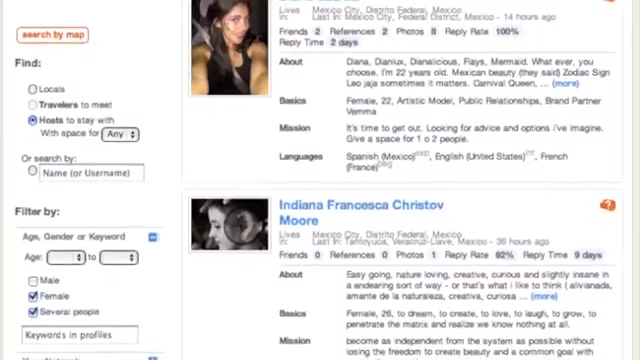 search by map
Find:
Locals
Travelers to meet
Hosts to stay with
With space for Any
Or search by:
Name (or Username)
Filter by:
Age, Gender or Keyword
Age: to
Male
Female
Several people
Keywords in profiles
Lives in: Mexico City, Distrito Federal, Mexico
Last in: Mexico City, Federal District, Mexico - 14 hours ago
Friends 2 References 2 Photos 8 Reply Rate 100%
Reply Time 2 days
About Diana, Dianiux, Dianalicious, Flays, Mermaid. What ever, you
choose. I'm 22 years old. Mexican beauty (they said) Zodiac Sign
Leo jaja sometimes it matters. Carnival Queen, ... (more)
Basics Female, 22, Artistic Model, Public Relationships, Brand Partner
Vemma
Mission It's time to get out. Looking for advice and options i've imagine.
Give a space for 1 o 2 people.
Languages Spanish (Mexico)exp, English (United States)int, French
(France)beg
Indiana Francesca Christov
Moore
Lives in: Mexico City, Distrito Federal, Mexico
Last in: Tantoyuca, Veracruz-Llave, Mexico - 36 hours ago
Friends 0 References 0 Photos 1 Reply Rate 92% Reply Time 9 days
About Easy going, nature loving, creative, curious and slightly insane in
a endearing sort of way - or that's what i like to think ( alivianada,
amante de la naturaleza, creativa, curiosa ... (more)
Basics Female, 26, to dream, to create, to love, to laugh, to grow, to
penetrate the matrix and realize we know nothing at all.
Mission become as independent from the system as possible without
losing the freedom to create beauty and a common goal with